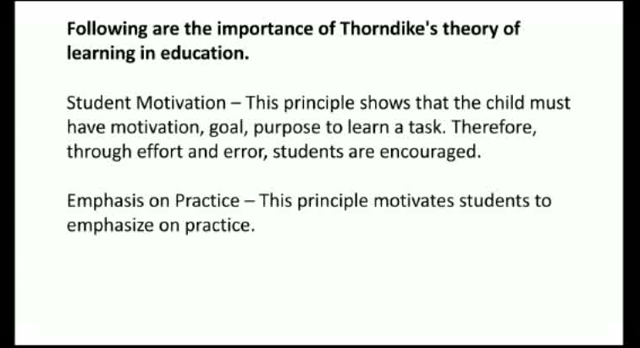 Following are the importance of Thorndike's theory of
learning in education.
Student Motivation – This principle shows that the child must
have motivation, goal, purpose to learn a task. Therefore,
through effort and error, students are encouraged.
Emphasis on Practice – This principle motivates students to
emphasize on practice.